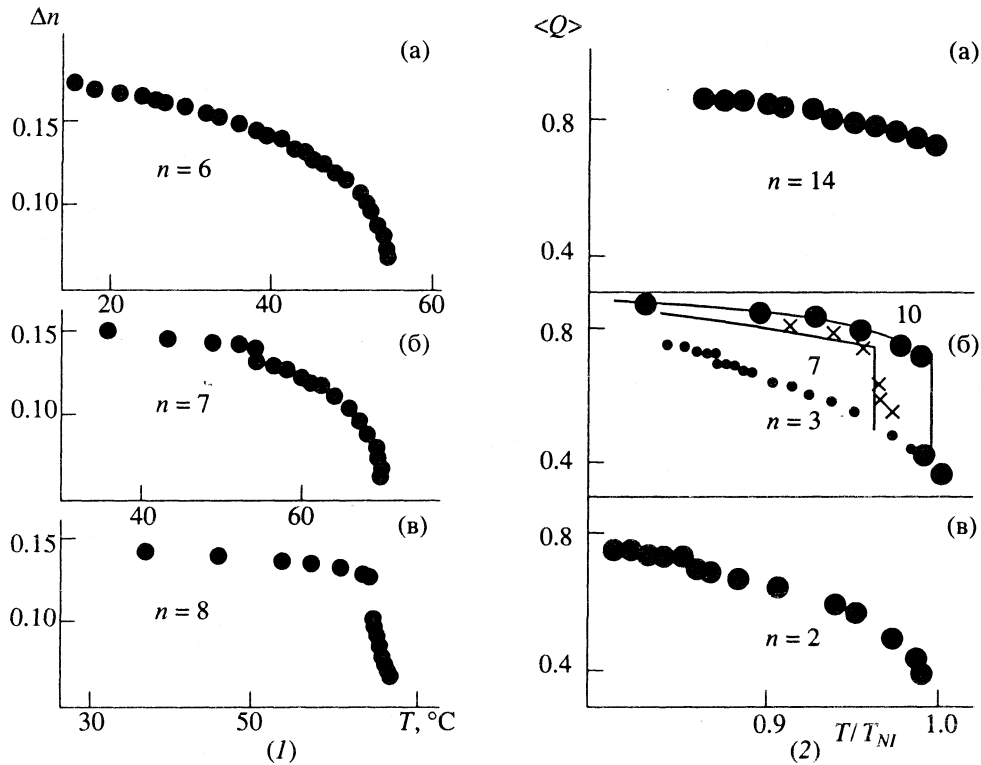 Δn
(а)
0.15
n = 6
0.10
20 40 60
0.15
(б)
n = 7
0.10
40 60
(в)
0.15
n = 8
0.10
30 50 T, °C
(1)
<Q>
(а)
0.8
n = 14
0.4
10
0.8
(б)
7
n = 3
0.4
(в)
0.8
n = 2
0.4
0.9 T/T_NI 1.0
(2)